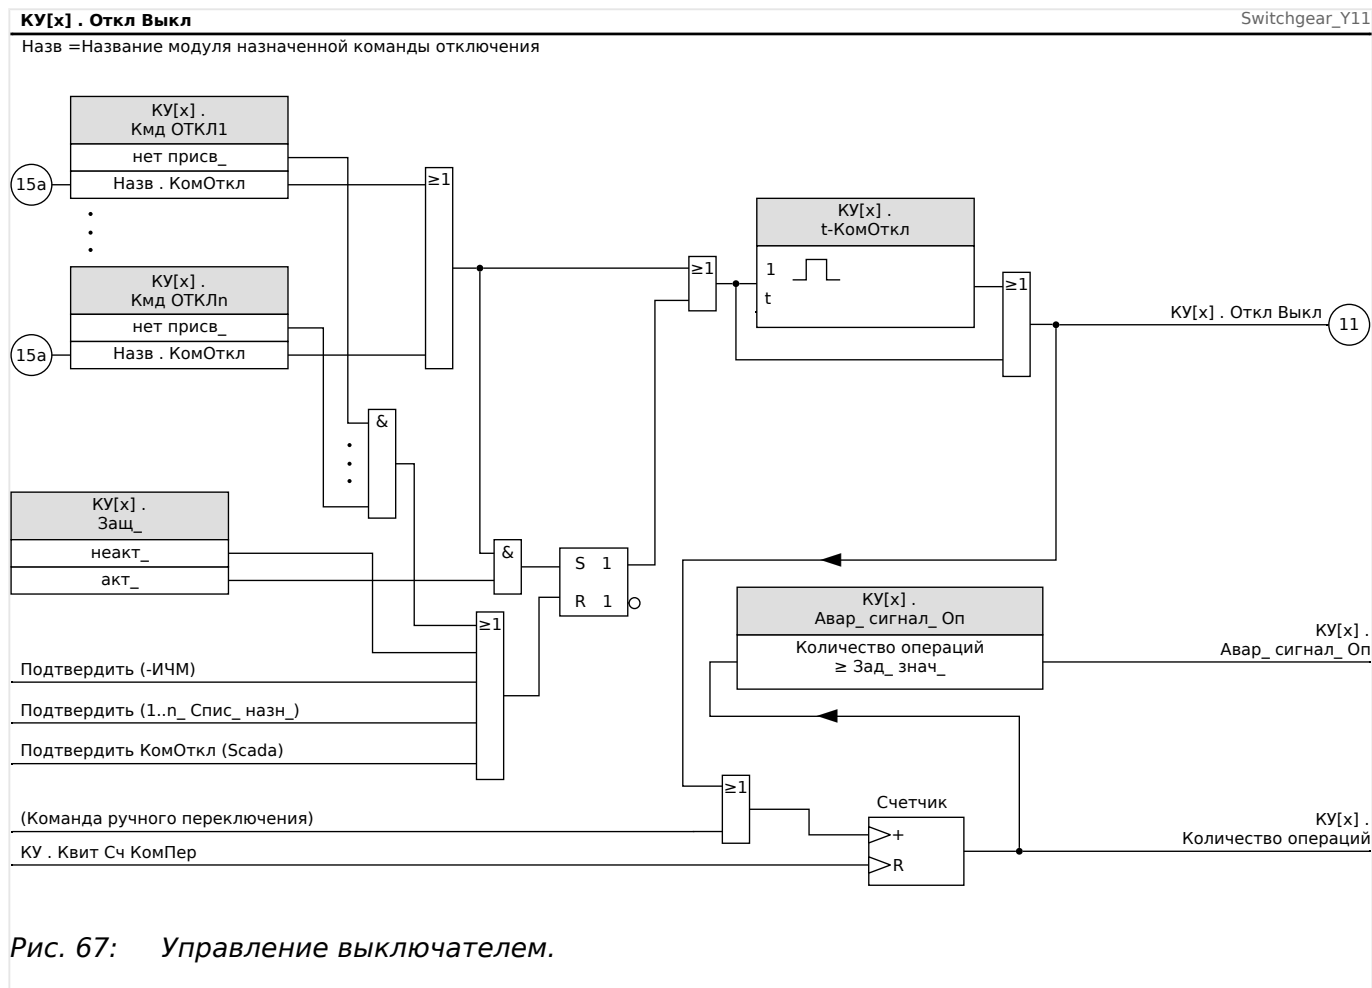 КУ[x] . Откл Выкл
Switchgear_Y11
Назв =Название модуля назначенной команды отключения
КУ[x] .
Кмд ОТКЛ1
нет присв_
15a
Назв . КомОткл
≥1
КУ[x] .
t-КомОткл
1
t
≥1
≥1
КУ[x] . Откл Выкл
11
КУ[x] .
Кмд ОТКЛn
нет присв_
15a
Назв . КомОткл
&
КУ[x] .
Защ_
неакт_
акт_
&
S 1
R 1
≥1
Подтвердить (-ИЧМ)
Подтвердить (1..n_ Спис_ назн_)
Подтвердить КомОткл (Scada)
КУ[x] .
Авар_ сигнал_ Оп
Количество операций
≥ Зад_ знач_
КУ[x] .
Авар_ сигнал_ Оп
≥1
(Команда ручного переключения)
КУ . Квит Сч КомПер
Счетчик
+
R
КУ[x] .
Количество операций
Рис. 67: Управление выключателем.